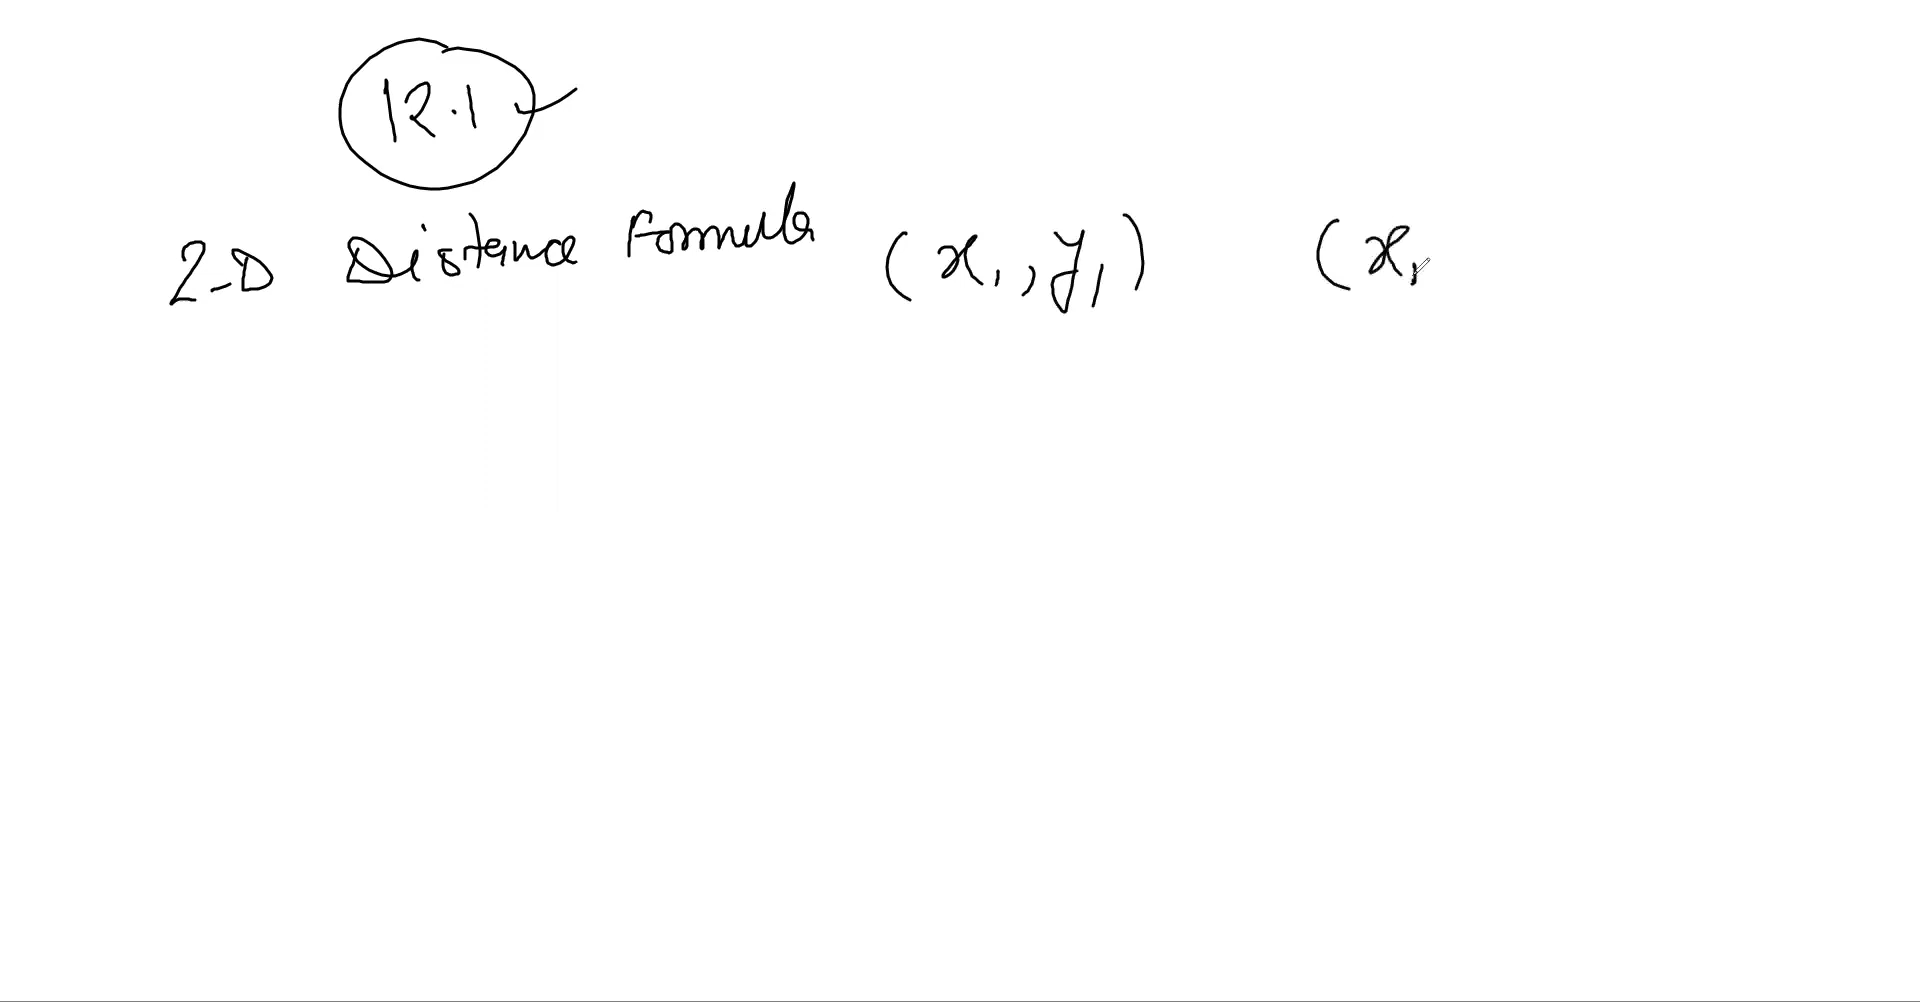 12.1
2-D Distance Formula (x₁, y₁) (x₁